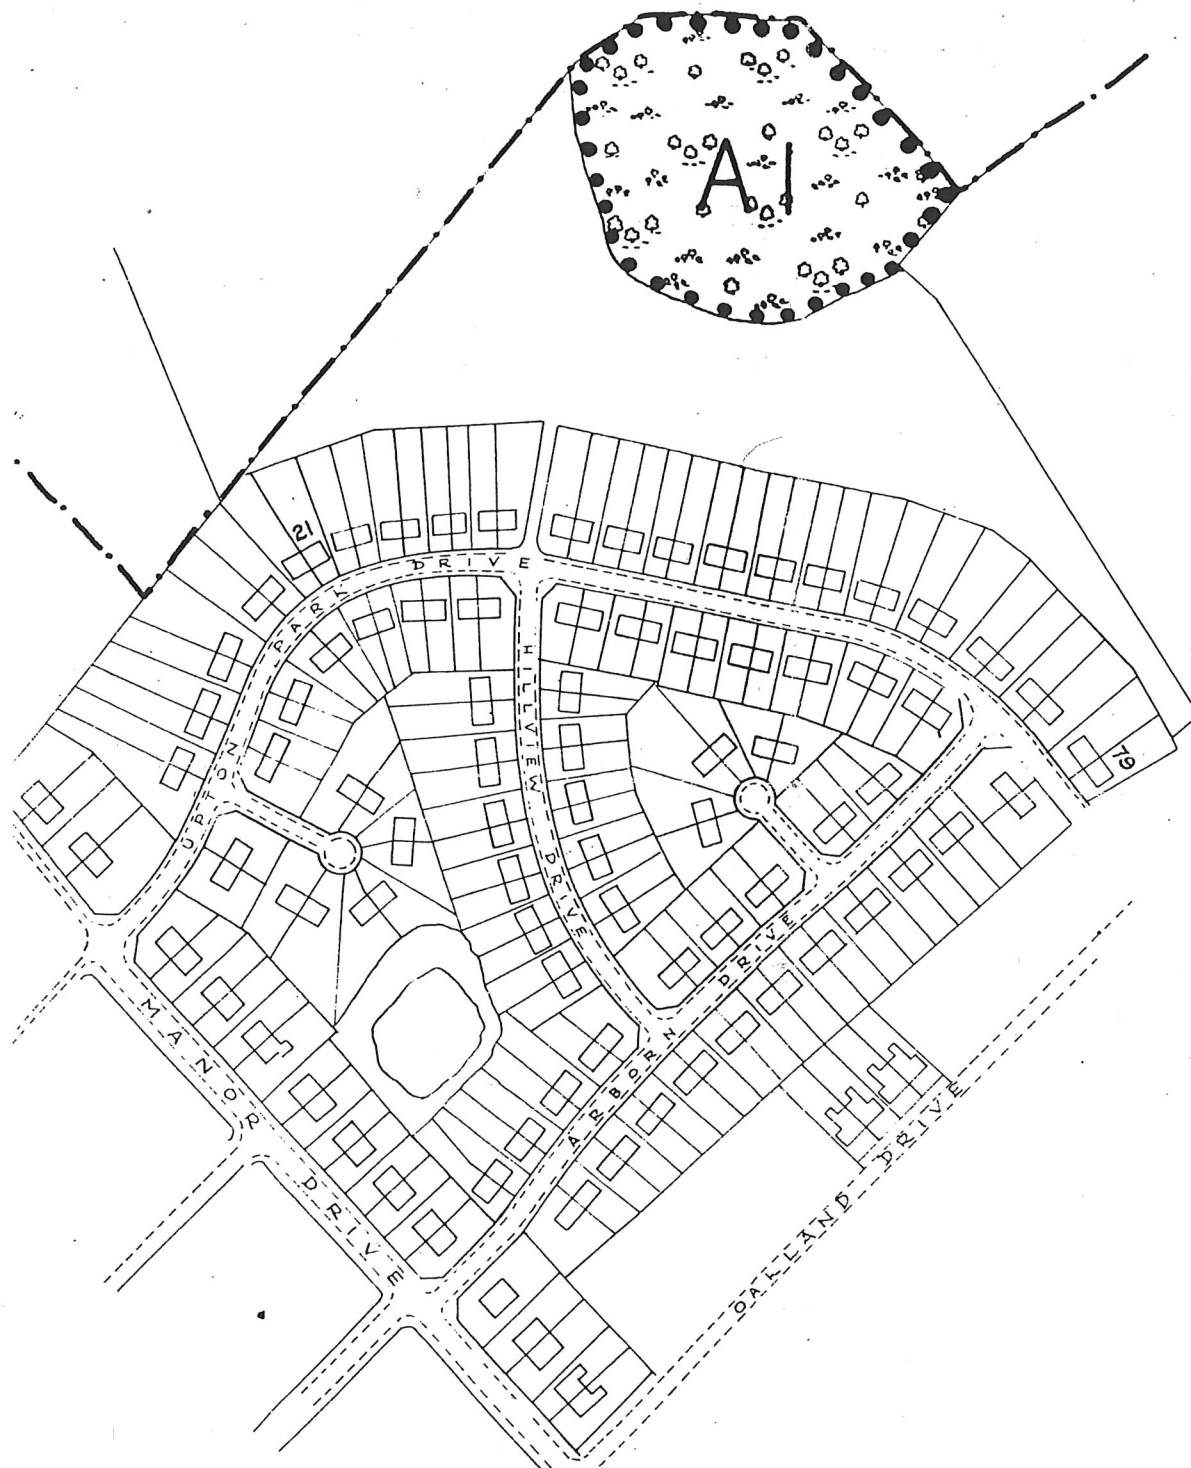 A1
21
UPTON PARK DRIVE
HILLVIEW DRIVE
79
ARBORN DRIVE
MANOR DRIVE
OAKLAND DRIVE